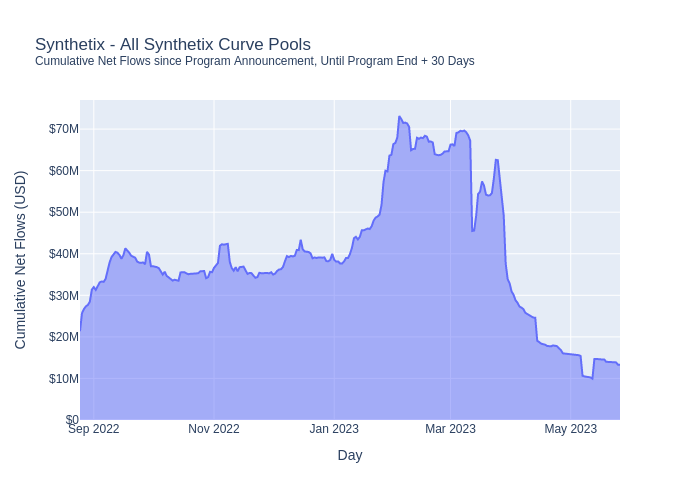 Synthetix - All Synthetix Curve Pools
Cumulative Net Flows since Program Announcement, Until Program End + 30 Days
$70M
$60M
$50M
$40M
$30M
$20M
$10M
$0
Cumulative Net Flows (USD)
Sep 2022
Nov 2022
Jan 2023
Mar 2023
May 2023
Day